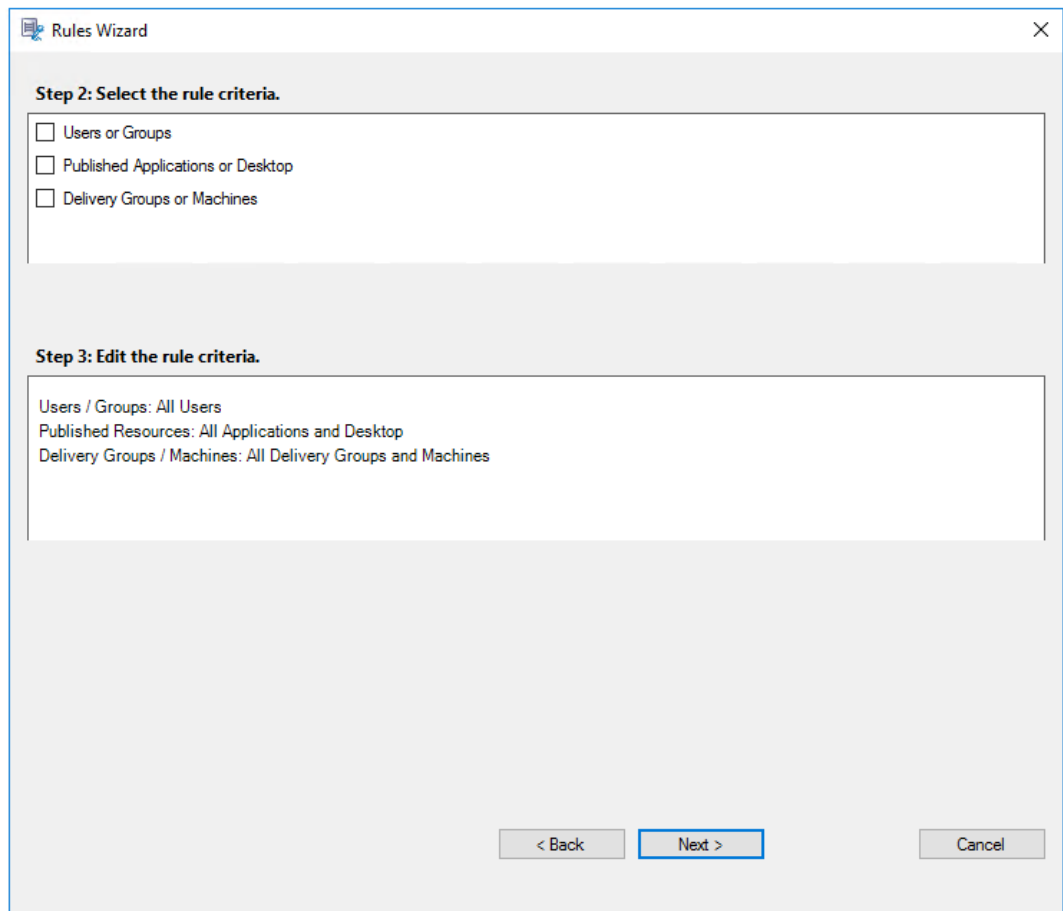 Rules Wizard
Step 2: Select the rule criteria.
Users or Groups
Published Applications or Desktop
Delivery Groups or Machines
Step 3: Edit the rule criteria.
Users / Groups: All Users
Published Resources: All Applications and Desktop
Delivery Groups / Machines: All Delivery Groups and Machines
< Back Next > Cancel